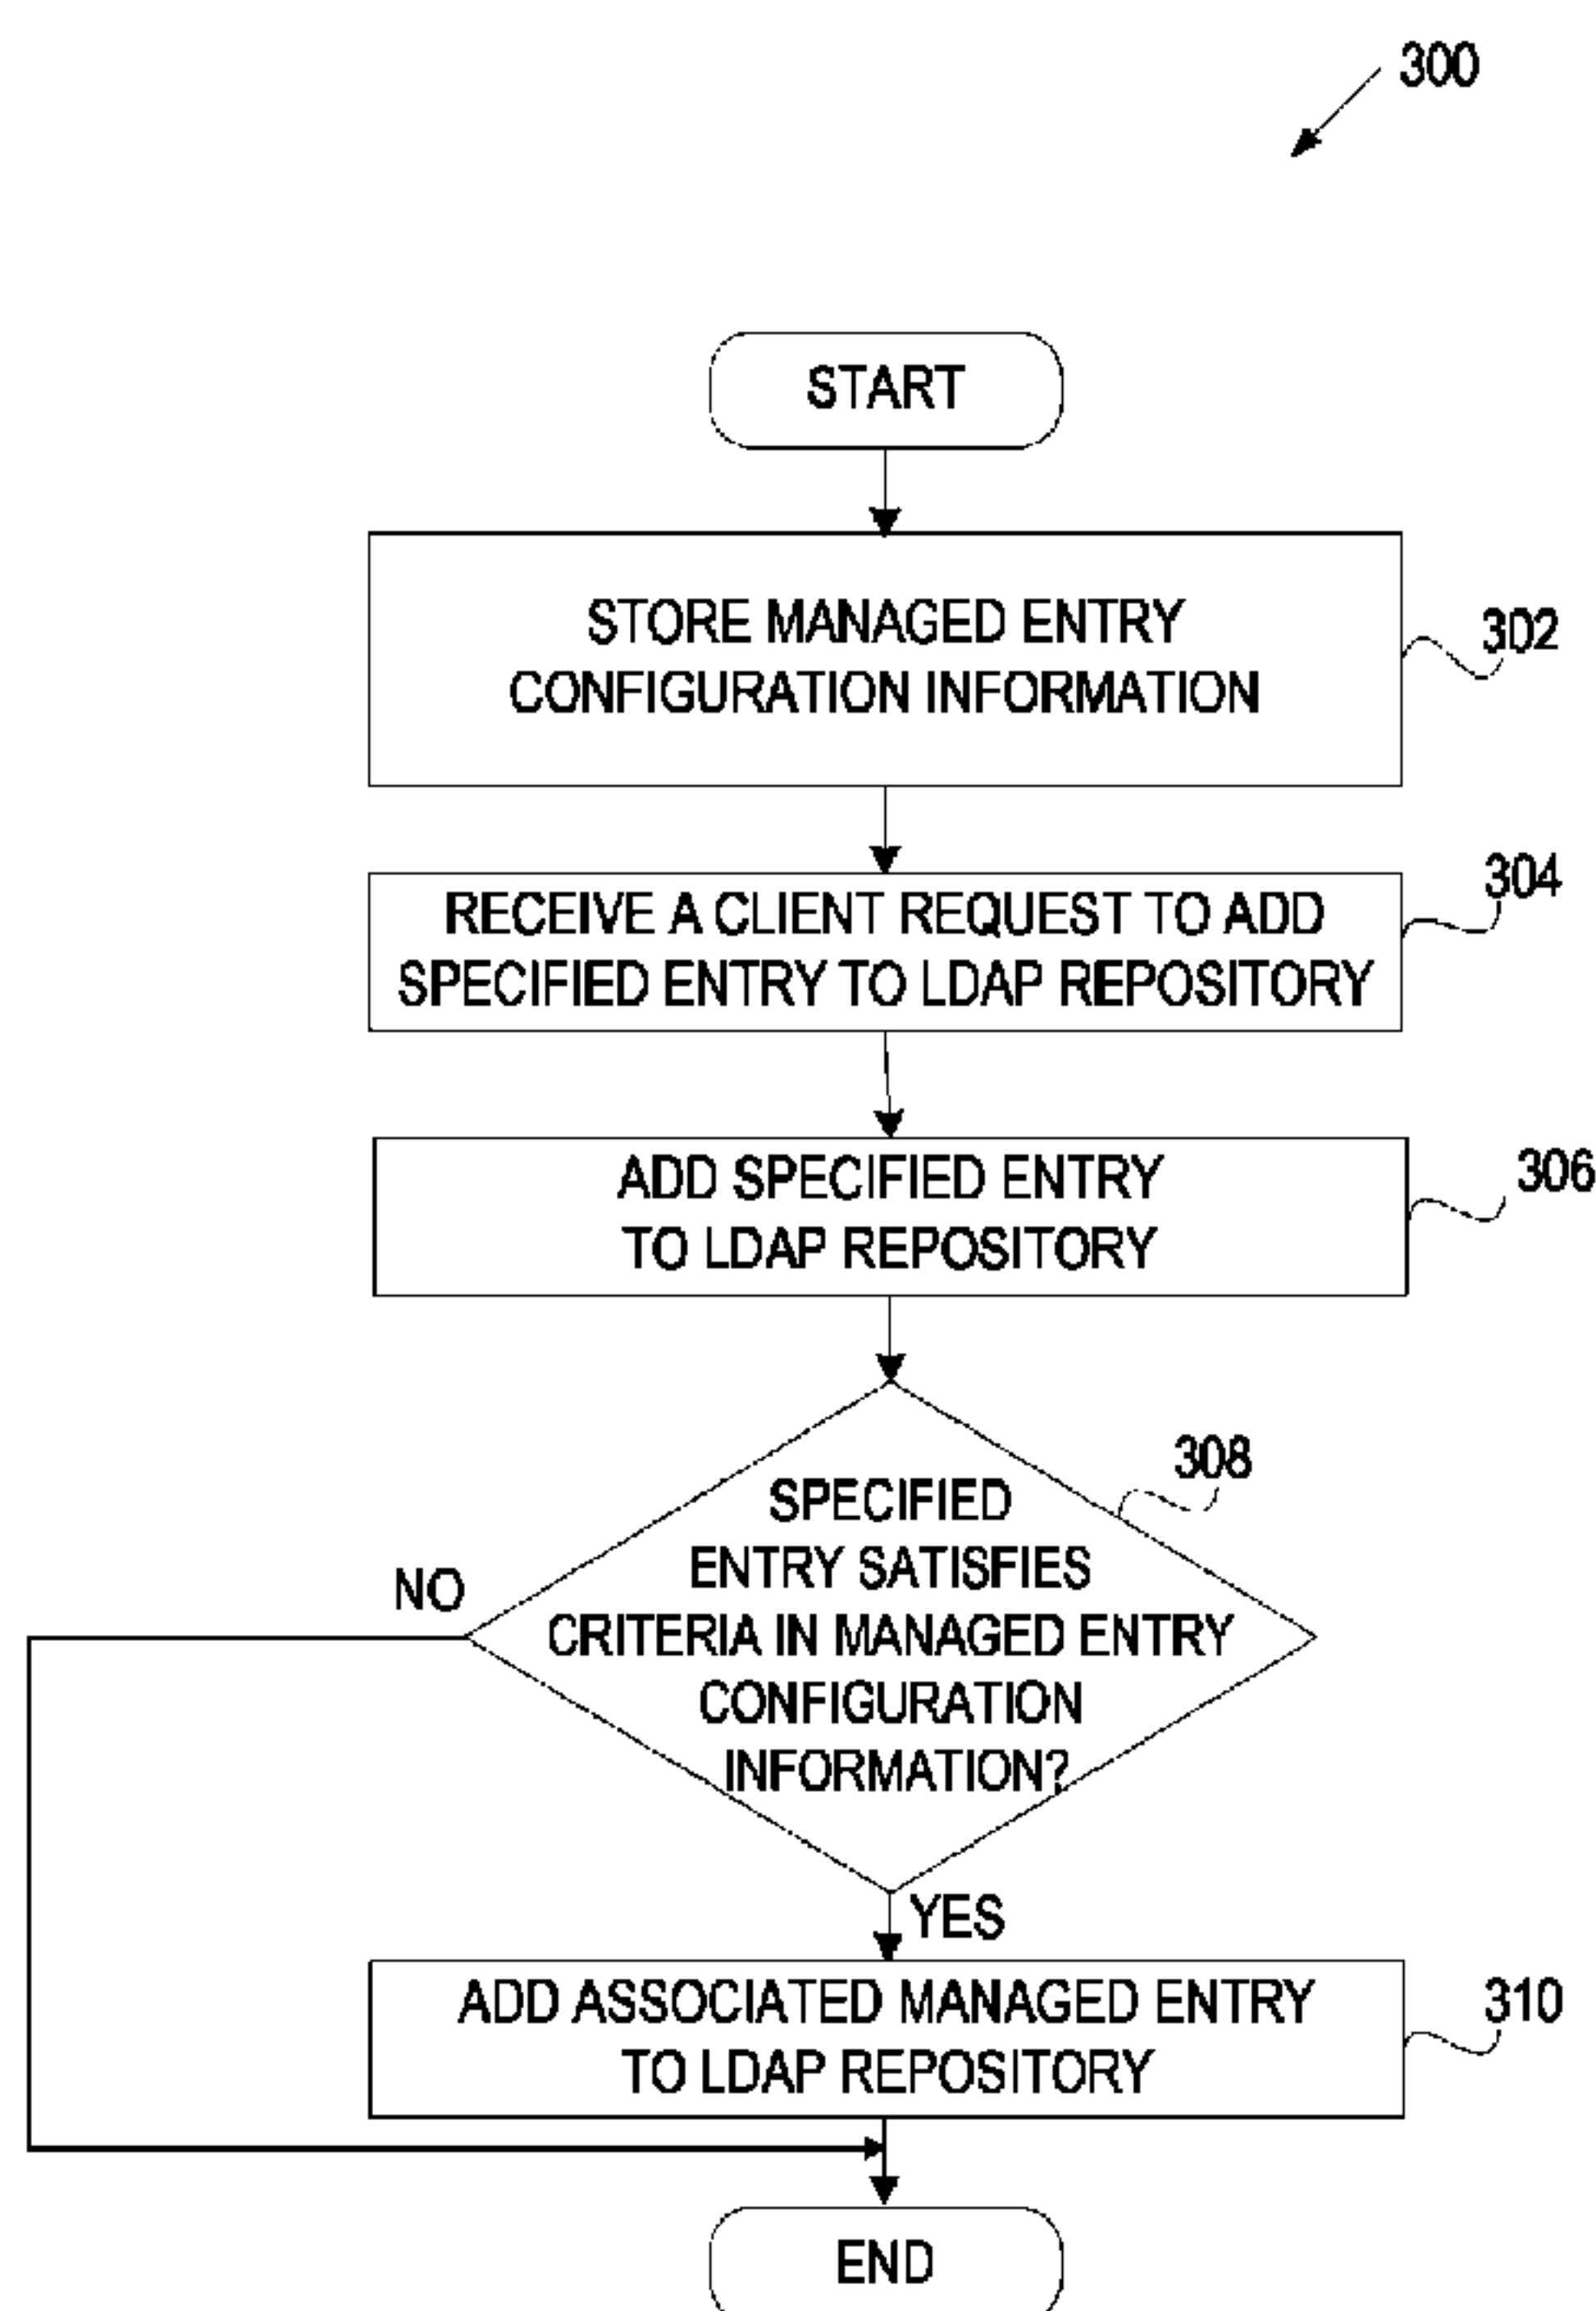 300
START
STORE MANAGED ENTRY
CONFIGURATION INFORMATION
302
RECEIVE A CLIENT REQUEST TO ADD
SPECIFIED ENTRY TO LDAP REPOSITORY
304
ADD SPECIFIED ENTRY
TO LDAP REPOSITORY
306
308
SPECIFIED
ENTRY SATISFIES
CRITERIA IN MANAGED ENTRY
CONFIGURATION
INFORMATION?
NO
YES
ADD ASSOCIATED MANAGED ENTRY
TO LDAP REPOSITORY
310
END